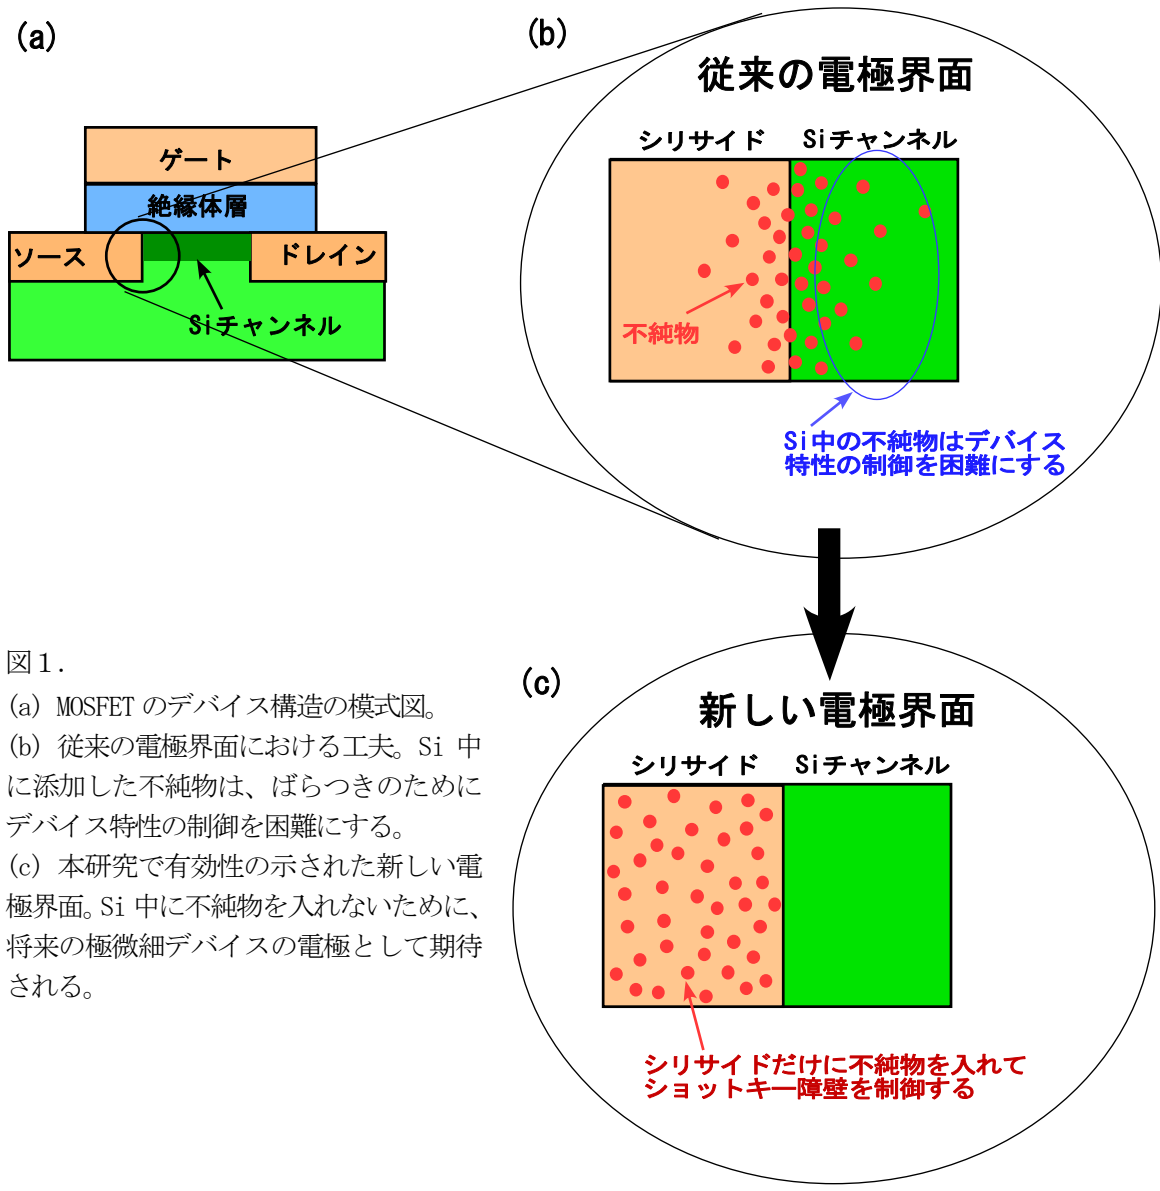 (a)
ゲート
絶縁体層
ソース
ドレイン
Siチャンネル
(b)
従来の電極界面
シリサイド Siチャンネル
不純物
Si中の不純物はデバイス
特性の制御を困難にする
図１.
(a) MOSFET のデバイス構造の模式図。
(b) 従来の電極界面における工夫。Si 中
に添加した不純物は、ばらつきのために
デバイス特性の制御を困難にする。
(c) 本研究で有効性の示された新しい電
極界面。Si 中に不純物を入れないために、
将来の極微細デバイスの電極として期待
される。
(c)
新しい電極界面
シリサイド Siチャンネル
シリサイドだけに不純物を入れて
ショットキー障壁を制御する